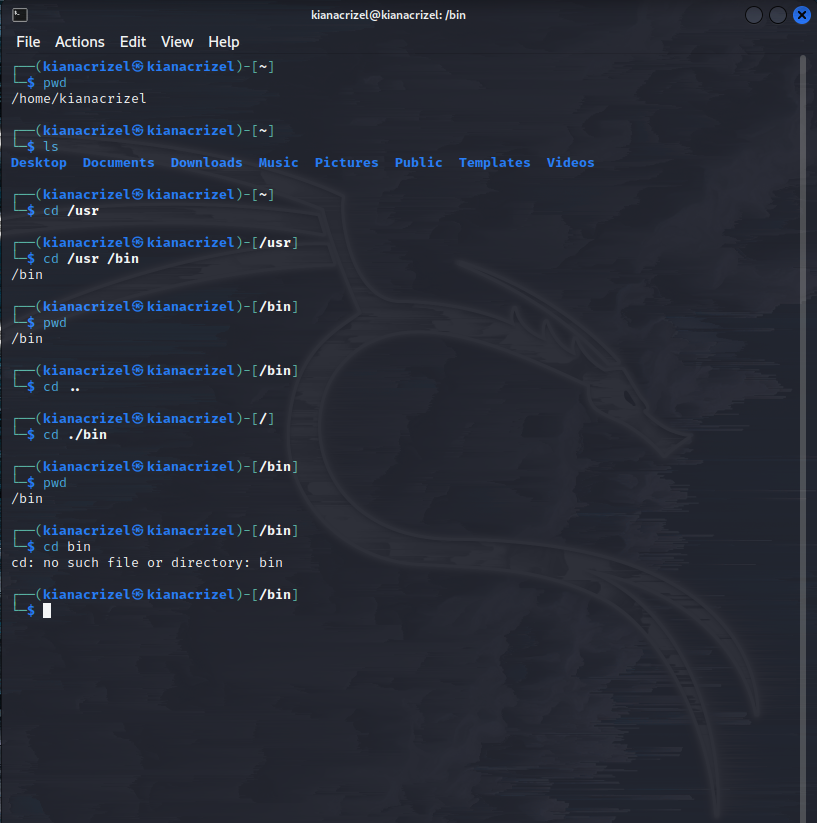 kianacrizel@kianacrizel: /bin
File Actions Edit View Help
┌──(kianacrizel㉿kianacrizel)-[~]
└─$ pwd
/home/kianacrizel
┌──(kianacrizel㉿kianacrizel)-[~]
└─$ ls
Desktop Documents Downloads Music Pictures Public Templates Videos
┌──(kianacrizel㉿kianacrizel)-[~]
└─$ cd /usr
┌──(kianacrizel㉿kianacrizel)-[/usr]
└─$ cd /usr /bin
/bin
┌──(kianacrizel㉿kianacrizel)-[/bin]
└─$ pwd
/bin
┌──(kianacrizel㉿kianacrizel)-[/bin]
└─$ cd ..
┌──(kianacrizel㉿kianacrizel)-[/]
└─$ cd ./bin
┌──(kianacrizel㉿kianacrizel)-[/bin]
└─$ pwd
/bin
┌──(kianacrizel㉿kianacrizel)-[/bin]
└─$ cd bin
cd: no such file or directory: bin
┌──(kianacrizel㉿kianacrizel)-[/bin]
└─$